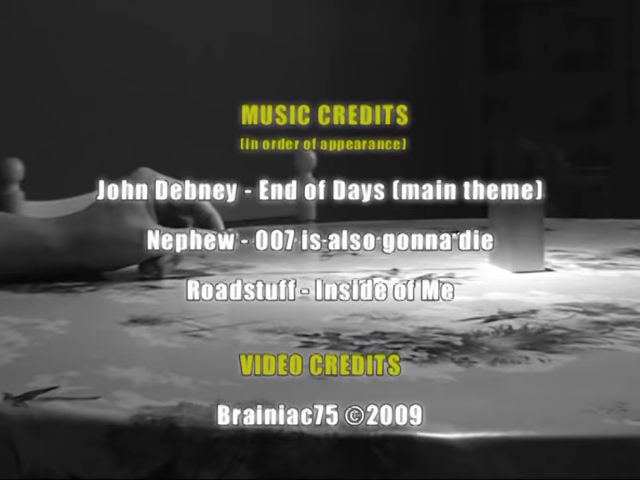 MUSIC CREDITS
(In order of appearance)
John Debney - End of Days (main theme)
Nephew - 007 is also gonna die
Roadstuff - Inside of Me
VIDEO CREDITS
Brainiac75 ©2009